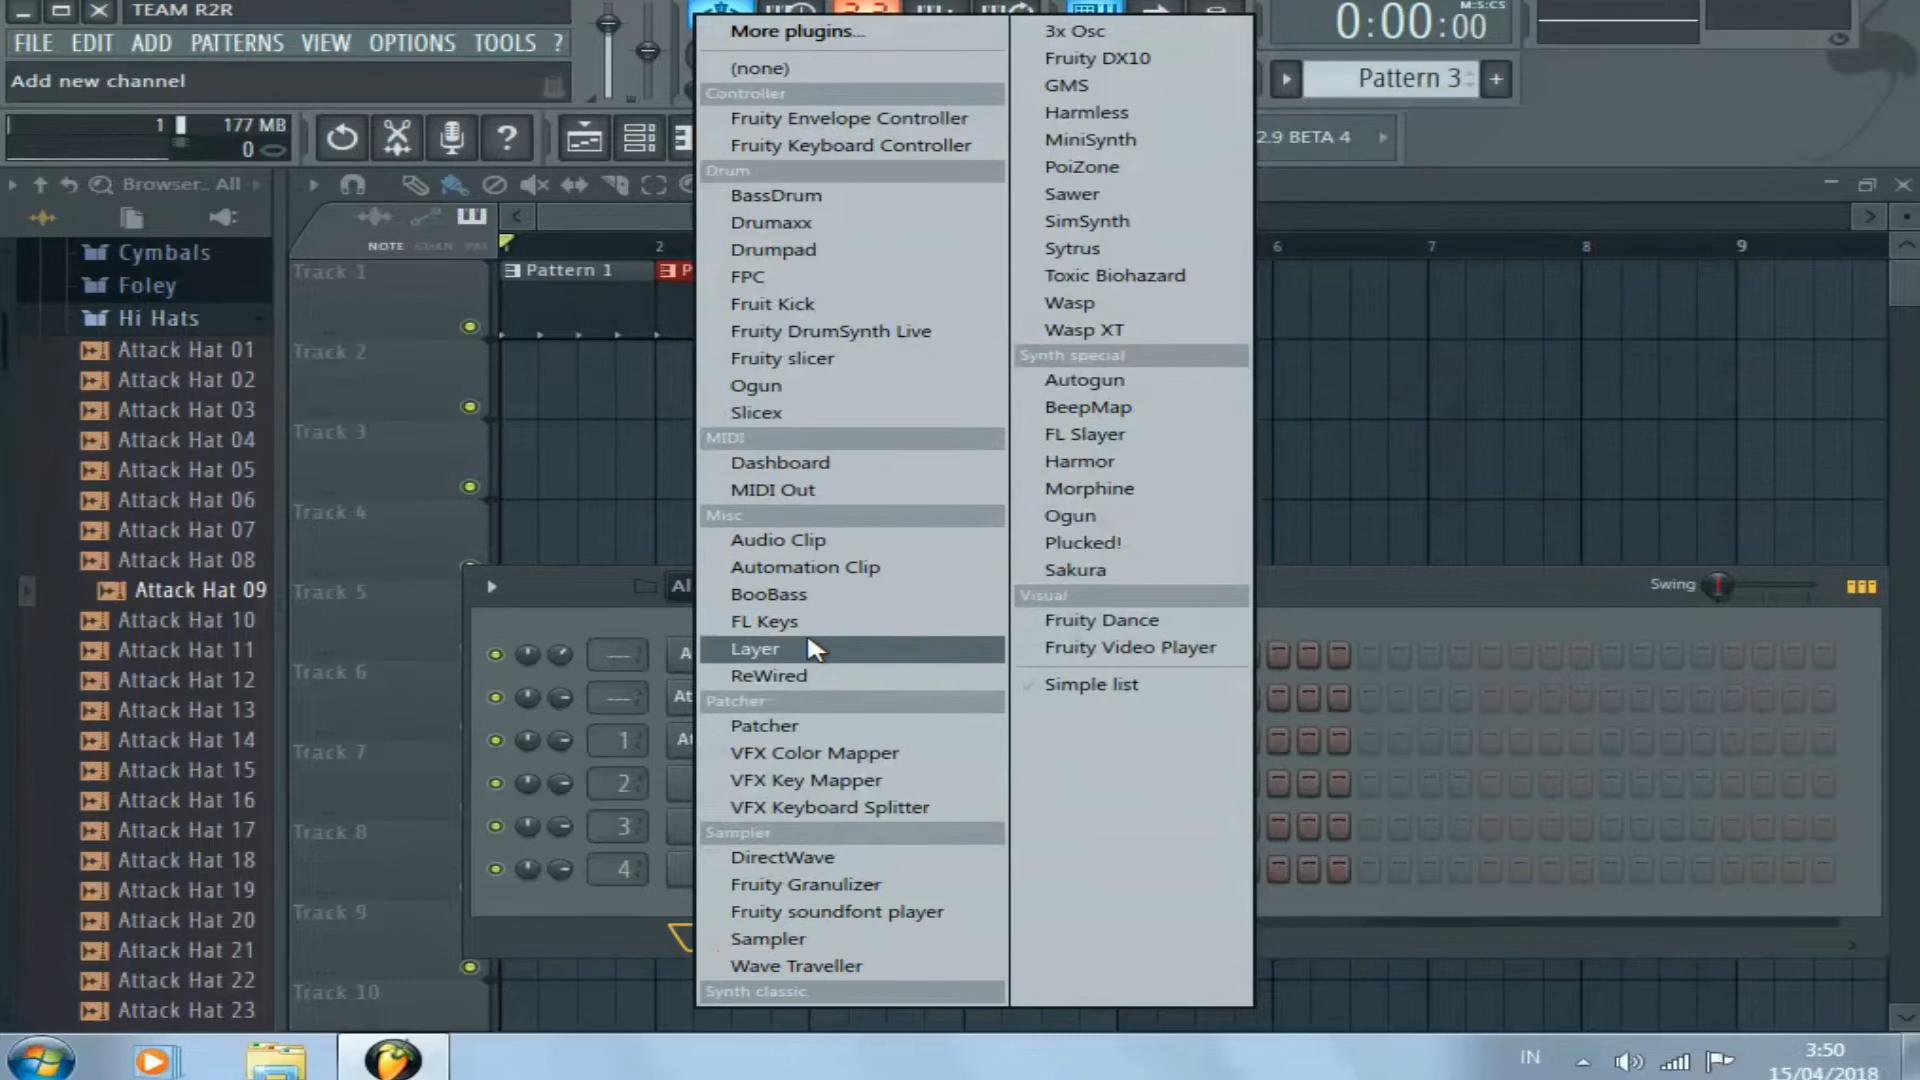 TEAM R2R
FILE EDIT ADD PATTERNS VIEW OPTIONS TOOLS ?
Add new channel
1 177 MB
0
0:00:00
M:S:CS
Pattern 3
2.9 BETA 4
Browser.. All
Cymbals
Foley
Hi Hats
Attack Hat 01
Attack Hat 02
Attack Hat 03
Attack Hat 04
Attack Hat 05
Attack Hat 06
Attack Hat 07
Attack Hat 08
Attack Hat 09
Attack Hat 10
Attack Hat 11
Attack Hat 12
Attack Hat 13
Attack Hat 14
Attack Hat 15
Attack Hat 16
Attack Hat 17
Attack Hat 18
Attack Hat 19
Attack Hat 20
Attack Hat 21
Attack Hat 22
Attack Hat 23
NOTE CHAN PAT
2 6 7 8 9
Track 1
Pattern 1
P
Track 2
Track 3
Track 4
Track 5
Track 6
Track 7
Track 8
Track 9
Track 10
Al
Swing
--- A
--- At
1 At
2
3
4
More plugins...
(none)
Controller
Fruity Envelope Controller
Fruity Keyboard Controller
Drum
BassDrum
Drumaxx
Drumpad
FPC
Fruit Kick
Fruity DrumSynth Live
Fruity slicer
Ogun
Slicex
MIDI
Dashboard
MIDI Out
Misc
Audio Clip
Automation Clip
BooBass
FL Keys
Layer
ReWired
Patcher
Patcher
VFX Color Mapper
VFX Key Mapper
VFX Keyboard Splitter
Sampler
DirectWave
Fruity Granulizer
Fruity soundfont player
Sampler
Wave Traveller
Synth classic
3x Osc
Fruity DX10
GMS
Harmless
MiniSynth
PoiZone
Sawer
SimSynth
Sytrus
Toxic Biohazard
Wasp
Wasp XT
Synth special
Autogun
BeepMap
FL Slayer
Harmor
Morphine
Ogun
Plucked!
Sakura
Visual
Fruity Dance
Fruity Video Player
Simple list
IN
3:50
15/04/2018